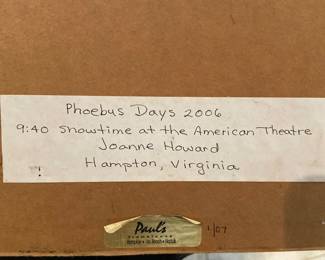 Phoebus Days 2006
9:40 Showtime at the American Theatre
Joanne Howard
Hampton, Virginia
Paul's
1/07